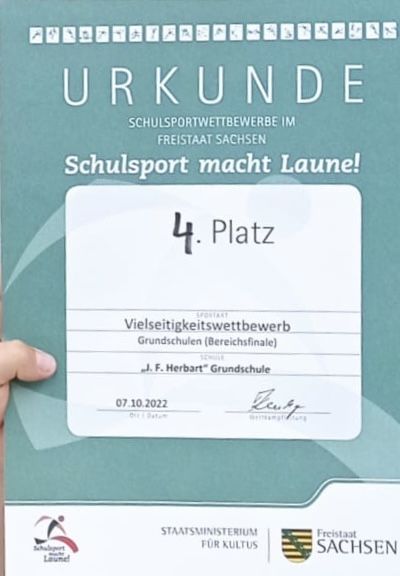 URKUNDE
SCHULSPORTWETTBEWERBE IM
FREISTAAT SACHSEN
Schulsport macht Laune!
4. Platz
SPORTART
Vielseitigkeitswettbewerb
Grundschulen (Bereichsfinale)
SCHULE
„J. F. Herbart" Grundschule
07.10.2022
Ort | Datum
Wettkampfleitung
Schulsport
macht
Laune!
STAATSMINISTERIUM
FÜR KULTUS
Freistaat
SACHSEN